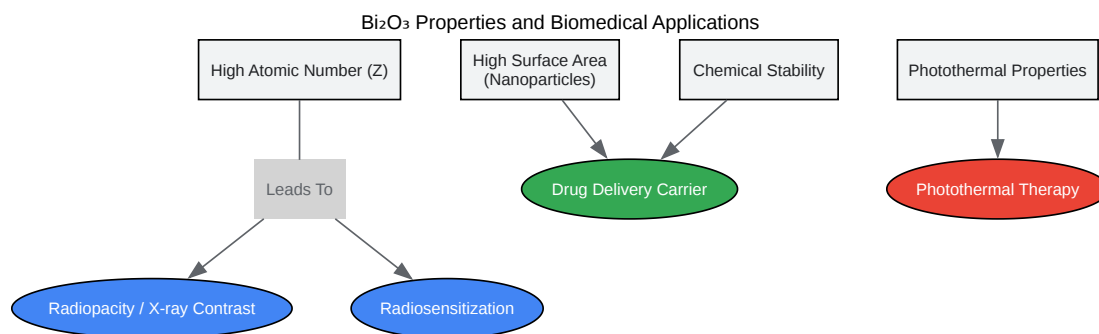 Bi₂O₃ Properties and Biomedical Applications
High Atomic Number (Z)
High Surface Area
(Nanoparticles)
Chemical Stability
Photothermal Properties
Leads To
Drug Delivery Carrier
Photothermal Therapy
Radiopacity / X-ray Contrast
Radiosensitization